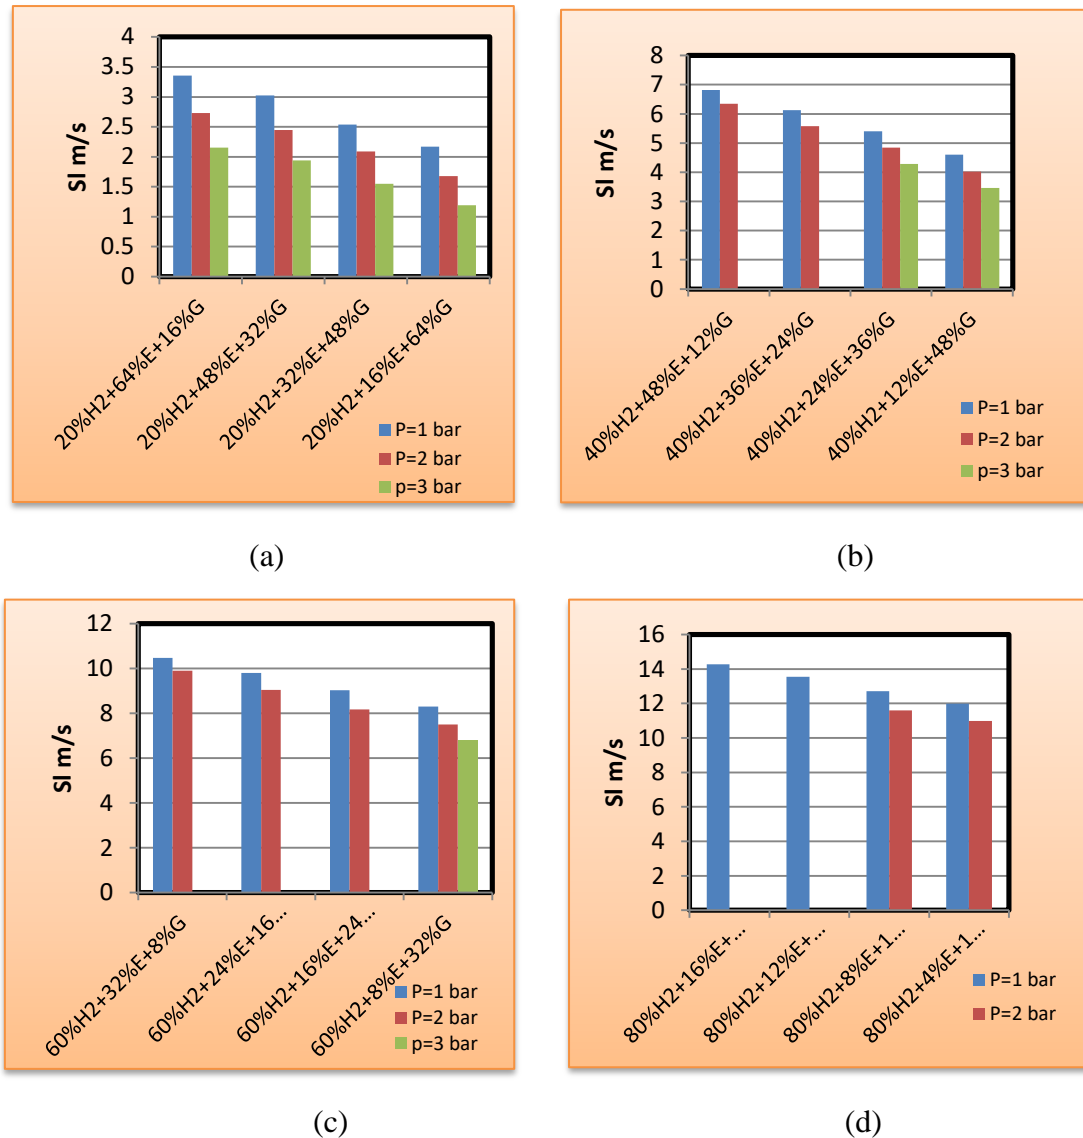 4
3.5
3
2.5
2
1.5
1
0.5
0
Sl m/s
20%H2+64%E+16%G
20%H2+48%E+32%G
20%H2+32%E+48%G
20%H2+16%E+64%G
P=1 bar
P=2 bar
p=3 bar
(a)
8
7
6
5
4
3
2
1
0
Sl m/s
40%H2+48%E+12%G
40%H2+36%E+24%G
40%H2+24%E+36%G
40%H2+12%E+48%G
P=1 bar
P=2 bar
p=3 bar
(b)
12
10
8
6
4
2
0
Sl m/s
60%H2+32%E+8%G
60%H2+24%E+16…
60%H2+16%E+24…
60%H2+8%E+32%G
P=1 bar
P=2 bar
p=3 bar
(c)
16
14
12
10
8
6
4
2
0
Sl m/s
80%H2+16%E+…
80%H2+12%E+…
80%H2+8%E+1…
80%H2+4%E+1…
P=1 bar
P=2 bar
(d)